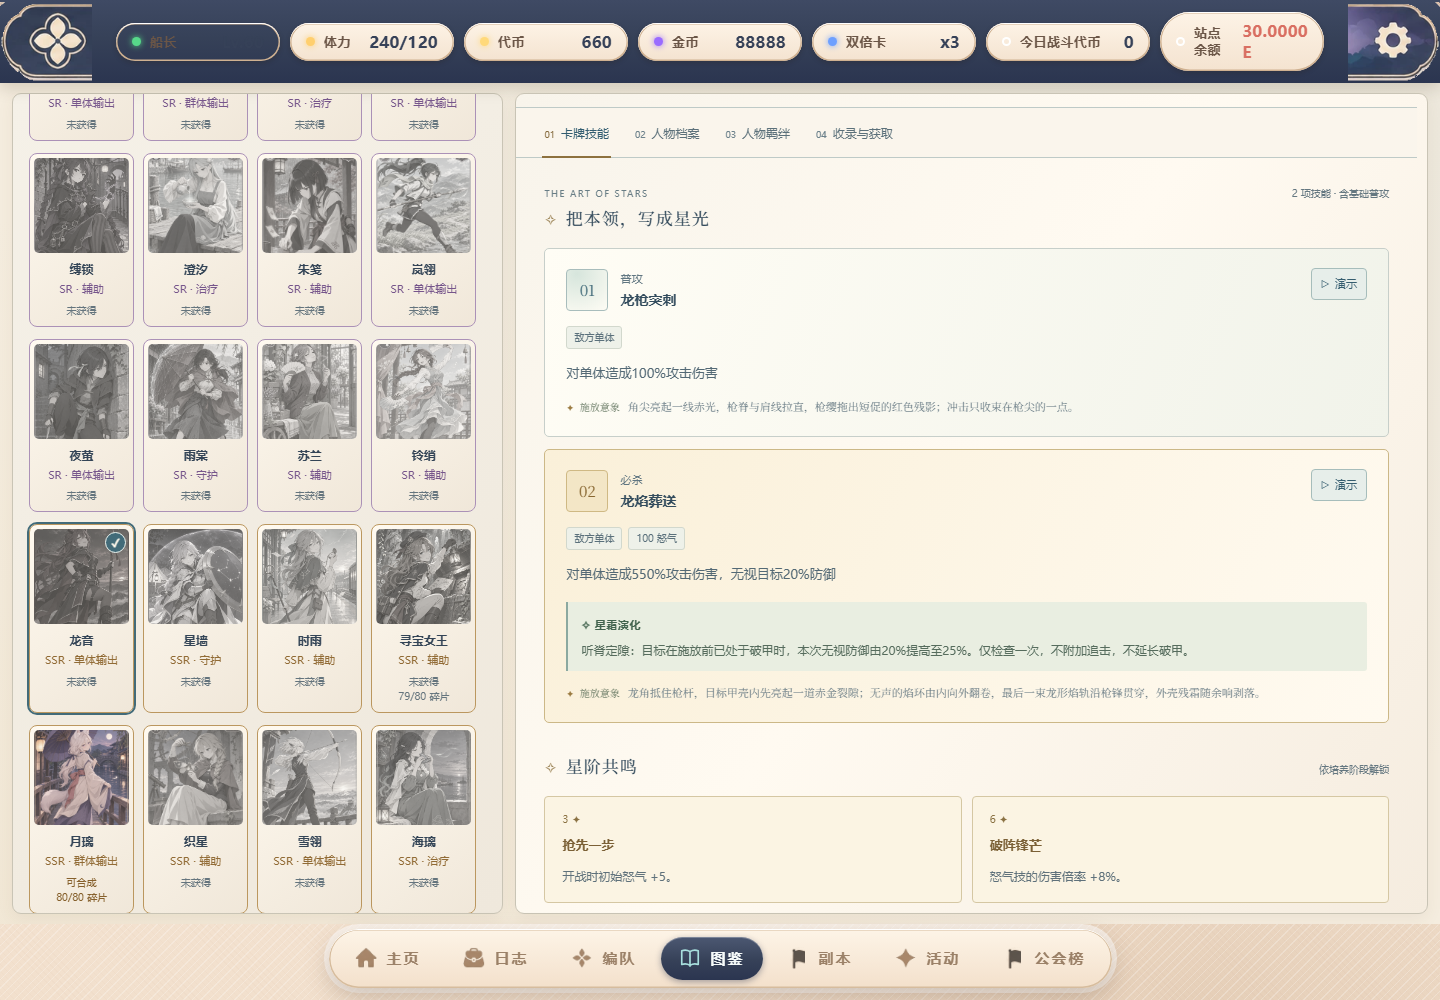 船长
体力 240/120
代币 660
金币 88888
双倍卡 x3
今日战斗代币 0
站点余额 30.0000E
SR · 单体输出
SR · 群体输出
SR · 治疗
SR · 单体输出
未获得
未获得
未获得
未获得
缚锁
澄汐
朱笺
岚翎
SR · 辅助
SR · 治疗
SR · 辅助
SR · 单体输出
未获得
未获得
未获得
未获得
夜萤
雨棠
苏兰
铃绡
SR · 单体输出
SR · 守护
SR · 辅助
SR · 辅助
未获得
未获得
未获得
未获得
龙音
星墙
时雨
寻宝女王
SSR · 单体输出
SSR · 守护
SSR · 辅助
SSR · 辅助
未获得
未获得
未获得
未获得
79/80 碎片
月璃
织星
雪翎
海璃
SSR · 群体输出
SSR · 辅助
SSR · 单体输出
SSR · 治疗
可合成
未获得
未获得
未获得
80/80 碎片
01 卡牌技能
02 人物档案
03 人物羁绊
04 收录与获取
THE ART OF STARS
把本领，写成星光
2 项技能 · 含基础普攻
01
普攻
龙枪突刺
演示
敌方单体
对单体造成100%攻击伤害
施放意象 角尖亮起一线赤光，枪脊与肩线拉直，枪缨拖出短促的红色残影；冲击只收束在枪尖的一点。
02
必杀
龙焰葬送
演示
敌方单体
100 怒气
对单体造成550%攻击伤害，无视目标20%防御
星霜演化
听脊定隙：目标在施放前已处于破甲时，本次无视防御由20%提高至25%。仅检查一次，不附加追击，不延长破甲。
施放意象 龙角抵住枪杆，目标甲壳内先亮起一道赤金裂隙；无声的焰环由内向外翻卷，最后一束龙形焰轨沿枪锋贯穿，外壳残霜随余响剥落。
星阶共鸣
依培养阶段解锁
3 ✦
抢先一步
开战时初始怒气 +5。
6 ✦
破阵锋芒
怒气技的伤害倍率 +8%。
主页
日志
编队
图鉴
副本
活动
公会榜